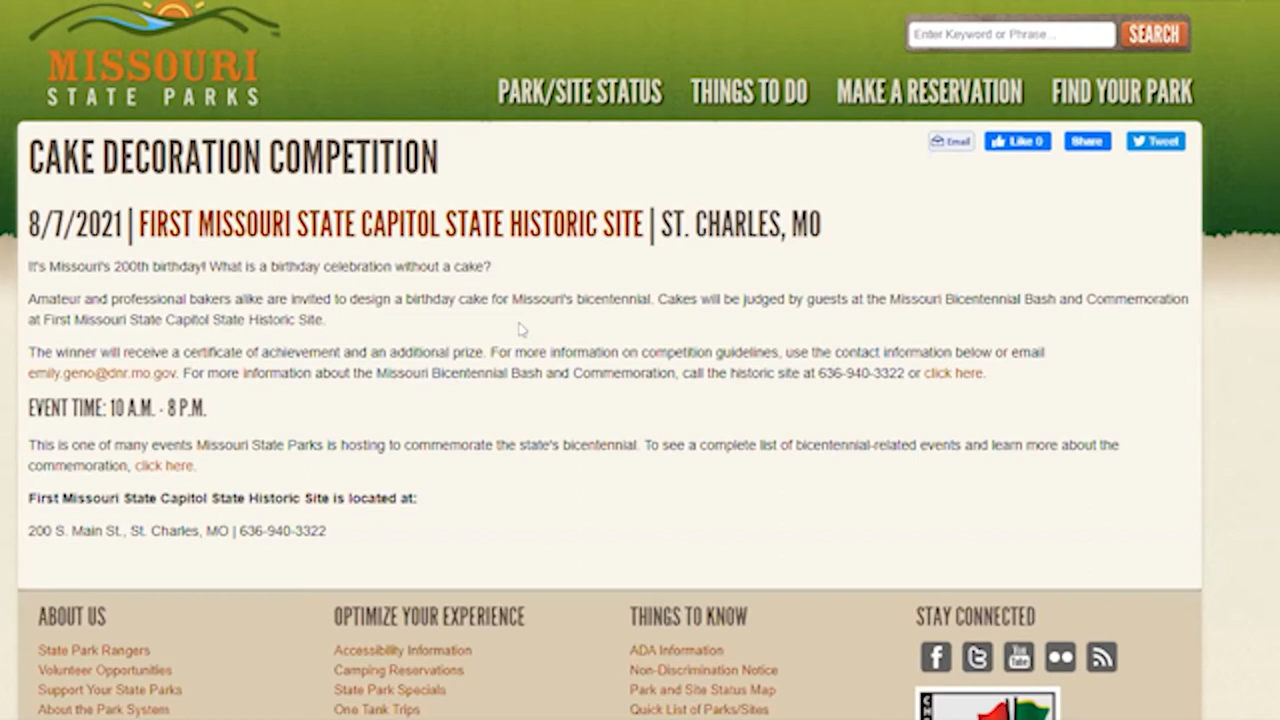 MISSOURI
STATE PARKS
Enter Keyword or Phrase ...
SEARCH
PARK/SITE STATUS
THINGS TO DO
MAKE A RESERVATION
FIND YOUR PARK
CAKE DECORATION COMPETITION
Email
Like 0
Share
Tweet
8/7/2021 | FIRST MISSOURI STATE CAPITOL STATE HISTORIC SITE | ST. CHARLES, MO
It's Missouri's 200th birthday! What is a birthday celebration without a cake?
Amateur and professional bakers alike are invited to design a birthday cake for Missouri's bicentennial. Cakes will be judged by guests at the Missouri Bicentennial Bash and Commemoration
at First Missouri State Capitol State Historic Site.
The winner will receive a certificate of achievement and an additional prize. For more information on competition guidelines, use the contact information below or email
emily.geno@dnr.mo.gov. For more information about the Missouri Bicentennial Bash and Commemoration, call the historic site at 636-940-3322 or click here.
EVENT TIME: 10 A.M. - 8 P.M.
This is one of many events Missouri State Parks is hosting to commemorate the state's bicentennial. To see a complete list of bicentennial-related events and learn more about the
commemoration, click here.
First Missouri State Capitol State Historic Site is located at:
200 S. Main St., St. Charles, MO | 636-940-3322
ABOUT US
State Park Rangers
Volunteer Opportunities
Support Your State Parks
About the Park System
OPTIMIZE YOUR EXPERIENCE
Accessibility Information
Camping Reservations
State Park Specials
One Tank Trips
THINGS TO KNOW
ADA Information
Non-Discrimination Notice
Park and Site Status Map
Quick List of Parks/Sites
STAY CONNECTED
You
Tube